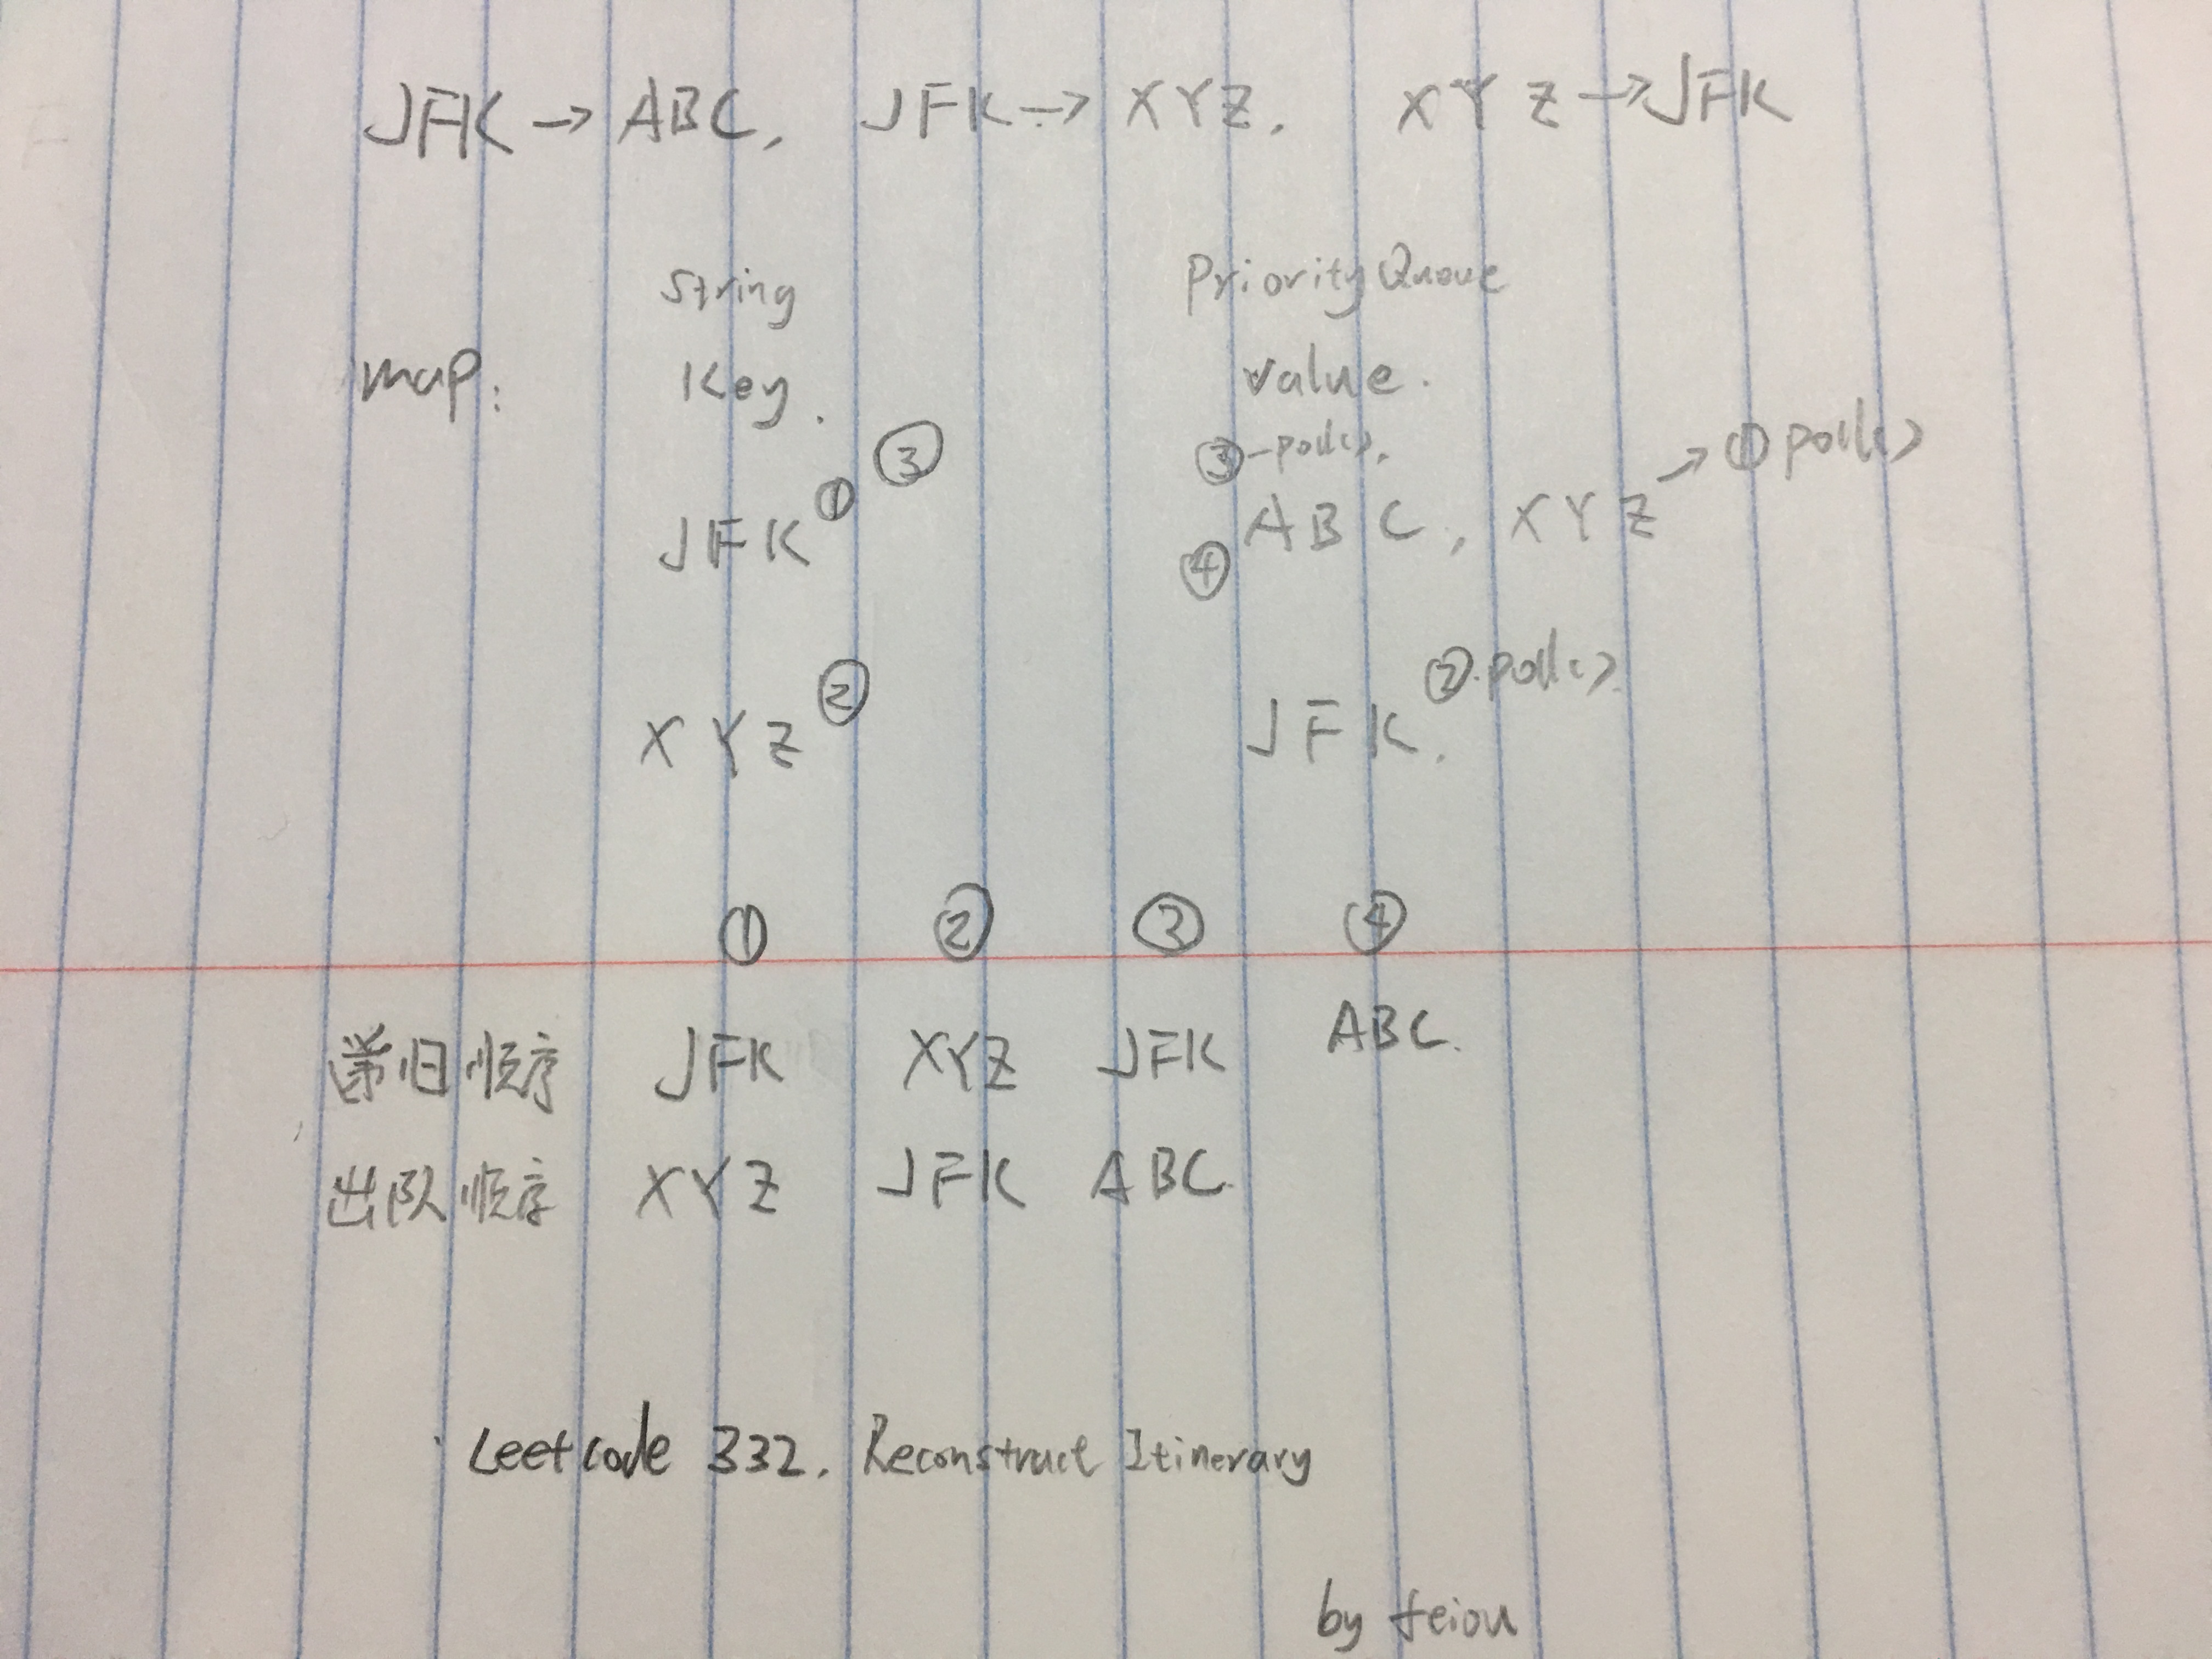 JFK → ABC, JFK → XYZ, XYZ → JFK
String PriorityQueue
map: Key. value.
③ ③-poll(), → ① poll()
JFK ① ABC, XYZ
④
XYZ ② JFK. ② poll()
① ② ③ ④
递归顺序 JFK XYZ JFK ABC.
出队顺序 XYZ JFK ABC.
Leetcode 332. Reconstruct Itinerary
by feiou